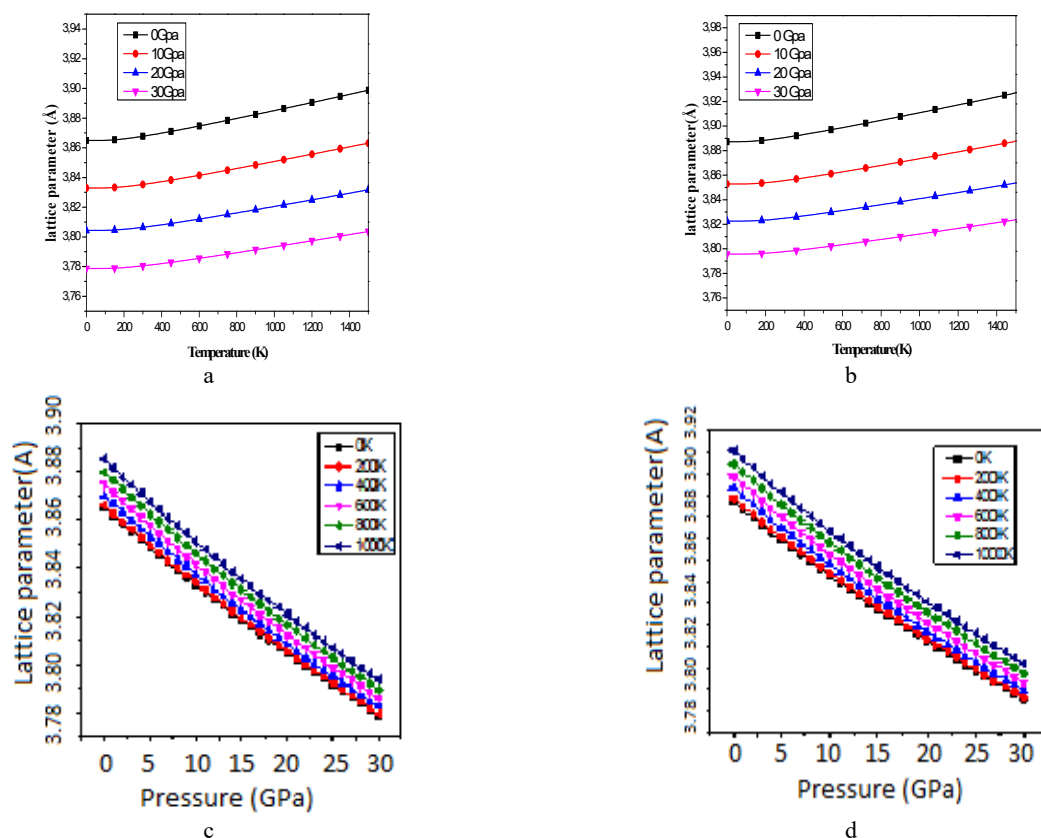 3,94
3,92
3,90
3,88
3,86
3,84
3,82
3,80
3,78
3,76
lattice parameter (Å)
0Gpa
10Gpa
20Gpa
30Gpa
0 200 400 600 800 1000 1200 1400
Temperature (K)
a
3,98
3,96
3,94
3,92
3,90
3,88
3,86
3,84
3,82
3,80
3,78
3,76
lattice parameter (Å)
0 Gpa
10 Gpa
20 Gpa
30 Gpa
0 200 400 600 800 1000 1200 1400
Temperature(K)
b
3.90
3.88
3.86
3.84
3.82
3.80
3.78
Lattice parameter(A)
0K
200K
400K
600K
800K
1000K
0 5 10 15 20 25 30
Pressure (GPa)
c
3.92
3.90
3.88
3.86
3.84
3.82
3.80
3.78
Lattice parameter(A)
0K
200K
400K
600K
800K
1000K
0 5 10 15 20 25 30
Pressure (GPa)
d